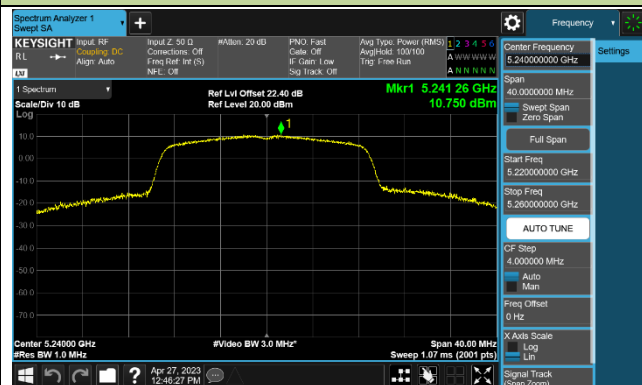 Spectrum Analyzer 1
Swept SA
Frequency
KEYSIGHT
RL
LXI
Input: RF
Coupling: DC
Align: Auto
Input Z: 50 Ω
Corrections: Off
Freq Ref: Int (S)
NFE: Off
#Atten: 20 dB
PNO: Fast
Gate: Off
IF Gain: Low
Sig Track: Off
Avg Type: Power (RMS)
Avg|Hold: 100/100
Trig: Free Run
1 2 3 4 5 6
A W W W W W
A N N N N N
1 Spectrum
Scale/Div 10 dB
Log
Ref Lvl Offset 22.40 dB
Ref Level 20.00 dBm
Mkr1 5.241 26 GHz
10.750 dBm
1
10.0
0.00
-10.0
-20.0
-30.0
-40.0
-50.0
-60.0
-70.0
Center 5.24000 GHz
#Res BW 1.0 MHz
#Video BW 3.0 MHz*
Span 40.00 MHz
Sweep 1.07 ms (2001 pts)
Center Frequency
5.240000000 GHz
Settings
Span
40.0000000 MHz
Swept Span
Zero Span
Full Span
Start Freq
5.220000000 GHz
Stop Freq
5.260000000 GHz
AUTO TUNE
CF Step
4.000000 MHz
Auto
Man
Freq Offset
0 Hz
X Axis Scale
Log
Lin
Signal Track
(Span Zoom)
Apr 27, 2023
12:46:27 PM